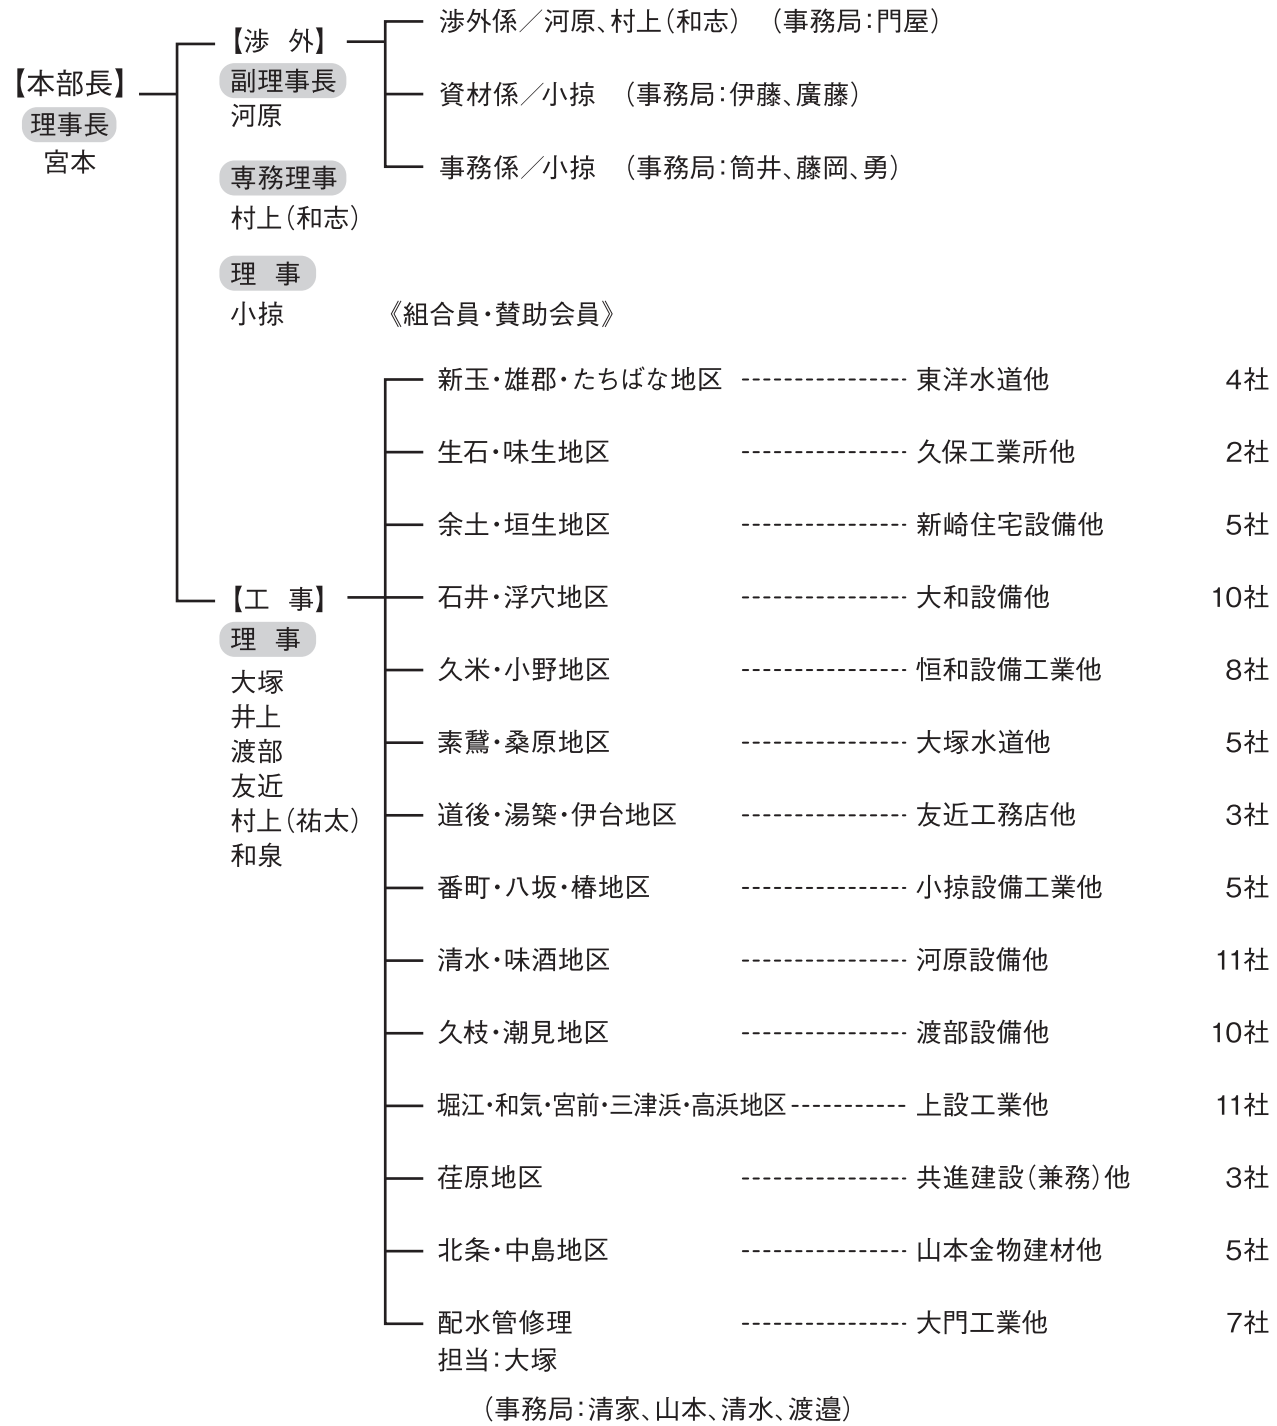 【本部長】
理事長
宮本
【渉　外】
副理事長
河原
専務理事
村上（和志）
理　事
小掠
渉外係／河原、村上（和志）　（事務局：門屋）
資材係／小掠　（事務局：伊藤、廣藤）
事務係／小掠　（事務局：筒井、藤岡、勇）
【工　事】
理　事
大塚
井上
渡部
友近
村上（祐太）
和泉
《組合員・賛助会員》
新玉・雄郡・たちばな地区 東洋水道他 4社
生石・味生地区 久保工業所他 2社
余土・垣生地区 新崎住宅設備他 5社
石井・浮穴地区 大和設備他 10社
久米・小野地区 恒和設備工業他 8社
素鵞・桑原地区 大塚水道他 5社
道後・湯築・伊台地区 友近工務店他 3社
番町・八坂・椿地区 小掠設備工業他 5社
清水・味酒地区 河原設備他 11社
久枝・潮見地区 渡部設備他 10社
堀江・和気・宮前・三津浜・高浜地区 上設工業他 11社
荏原地区 共進建設（兼務）他 3社
北条・中島地区 山本金物建材他 5社
配水管修理 大門工業他 7社
担当：大塚
（事務局：清家、山本、清水、渡邉）